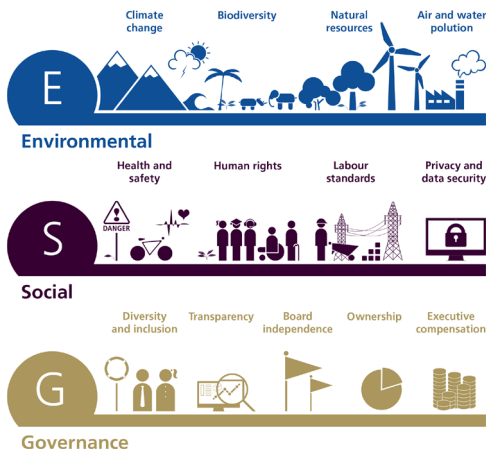 Climate
change
Biodiversity
Natural
resources
Air and water
polution
E
Environmental
Health and
safety
Human rights
Labour
standards
Privacy and
data security
DANGER
S
Social
Diversity
and inclusion
Transparency
Board
independence
Ownership
Executive
compensation
G
Governance